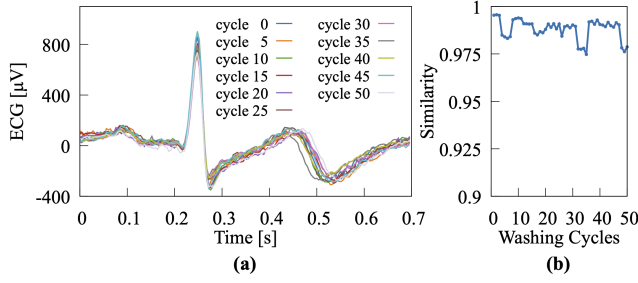 800
400
0
-400
ECG [µV]
cycle 0
cycle 5
cycle 10
cycle 15
cycle 20
cycle 25
cycle 30
cycle 35
cycle 40
cycle 45
cycle 50
0 0.1 0.2 0.3 0.4 0.5 0.6 0.7
Time [s]
(a)
1
0.975
0.95
0.925
0.9
Similarity
0 10 20 30 40 50
Washing Cycles
(b)